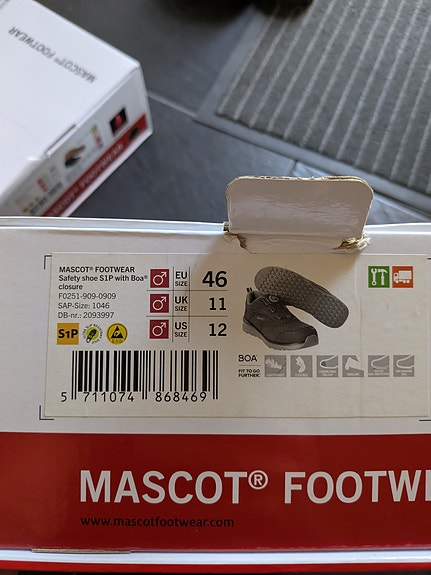 MASCOT® FOOTWEAR
MASCOT® FOOTWEAR
Safety shoe S1P with Boa®
closure
F0251-909-0909
SAP-Size: 1046
DB-nr.: 2093997
S1P
ESD
EU
SIZE
46
UK
SIZE
11
US
SIZE
12
BOA®
FIT TO GO
FURTHER.™
5 711074 868469
MASCOT® FOOTW
www.mascotfootwear.com